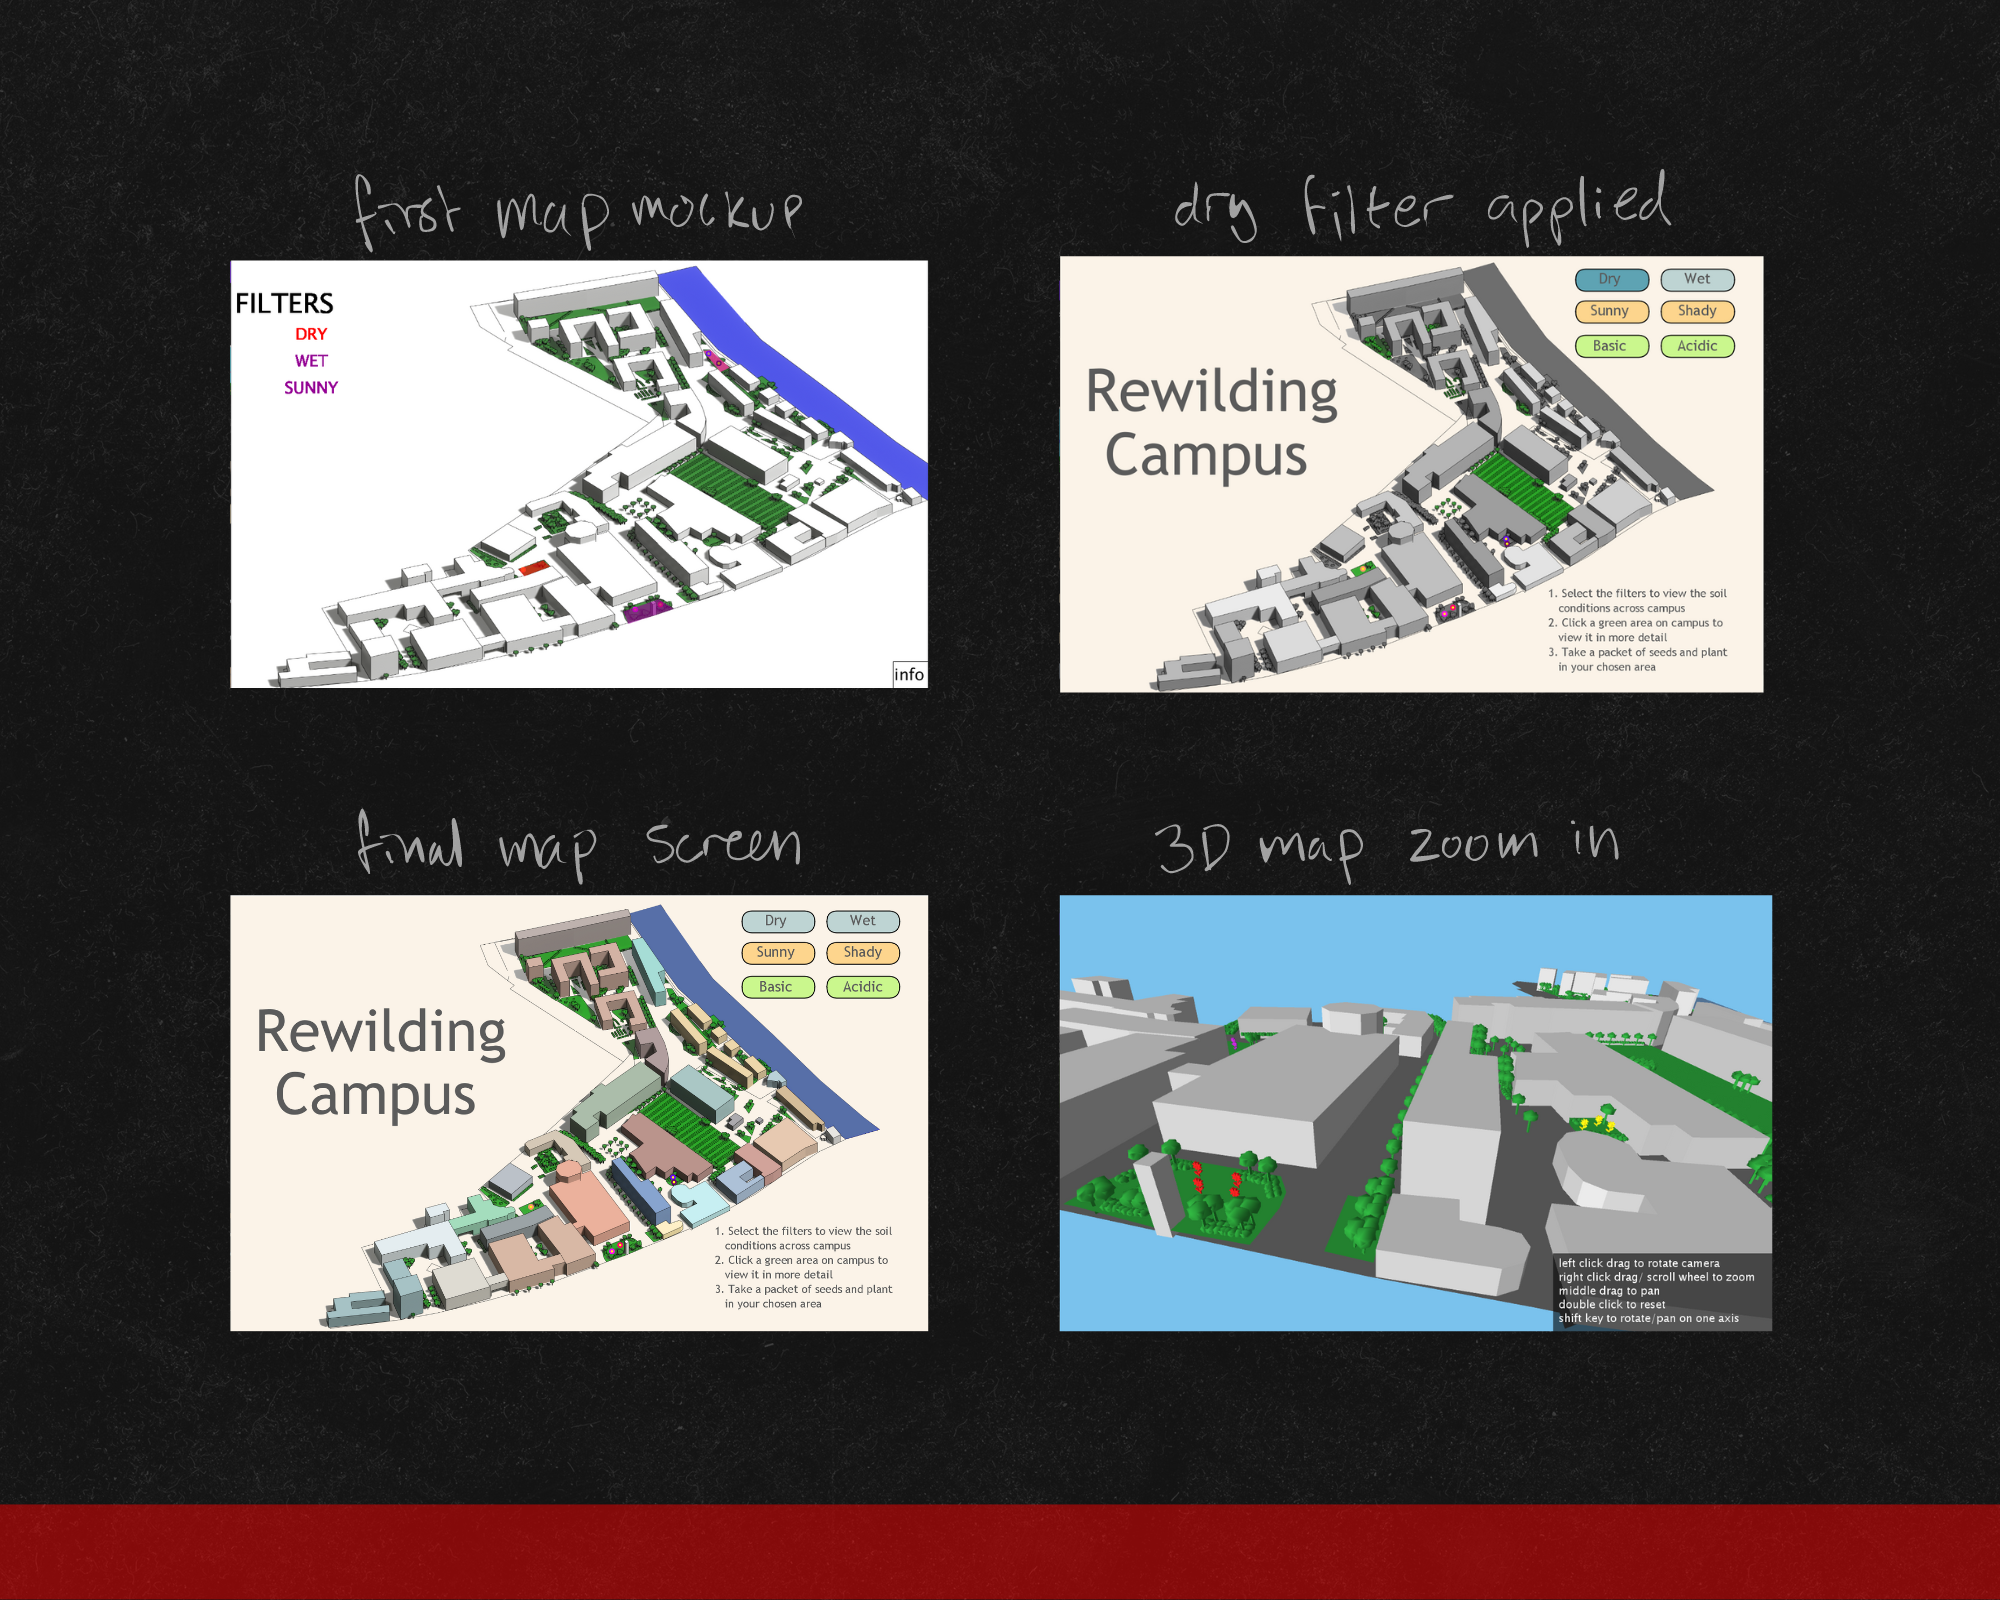 first map mockup
FILTERS
DRY
WET
SUNNY
info
dry filter applied
Dry Wet
Sunny Shady
Basic Acidic
Rewilding
Campus
1. Select the filters to view the soil
conditions across campus
2. Click a green area on campus to
view it in more detail
3. Take a packet of seeds and plant
in your chosen area
final map screen
Dry Wet
Sunny Shady
Basic Acidic
Rewilding
Campus
1. Select the filters to view the soil
conditions across campus
2. Click a green area on campus to
view it in more detail
3. Take a packet of seeds and plant
in your chosen area
3D map zoom in
left click drag to rotate camera
right click drag/ scroll wheel to zoom
middle drag to pan
double click to reset
shift key to rotate/pan on one axis